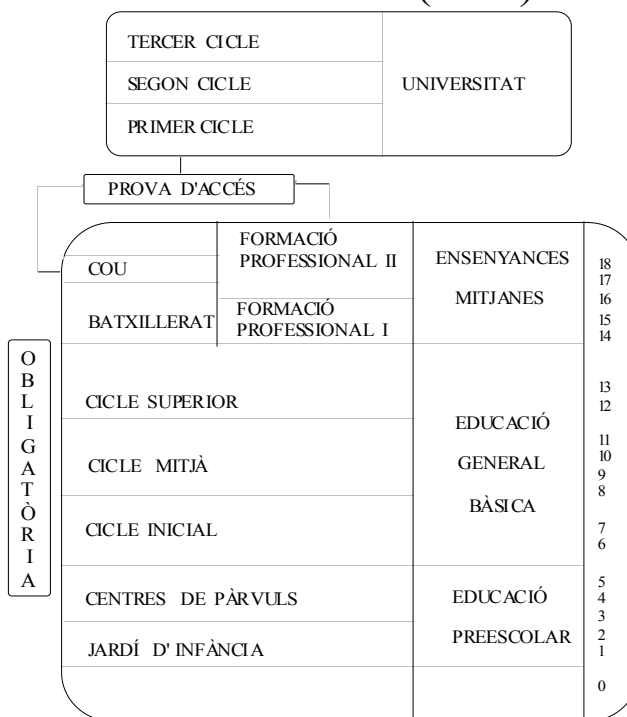 TERCER CICLE
SEGON CICLE
PRIMER CICLE
UNIVERSITAT
PROVA D'ACCÉS
COU
BATXILLERAT
FORMACIÓ
PROFESSIONAL II
FORMACIÓ
PROFESSIONAL I
ENSENYANCES
MITJANES
18
17
16
15
14
OBLIGATÒRIA
CICLE SUPERIOR
CICLE MITJÀ
CICLE INICIAL
EDUCACIÓ
GENERAL
BÀSICA
13
12
11
10
9
8
7
6
CENTRES DE PÀRVULS
JARDÍ D'INFÀNCIA
EDUCACIÓ
PREESCOLAR
5
4
3
2
1
0